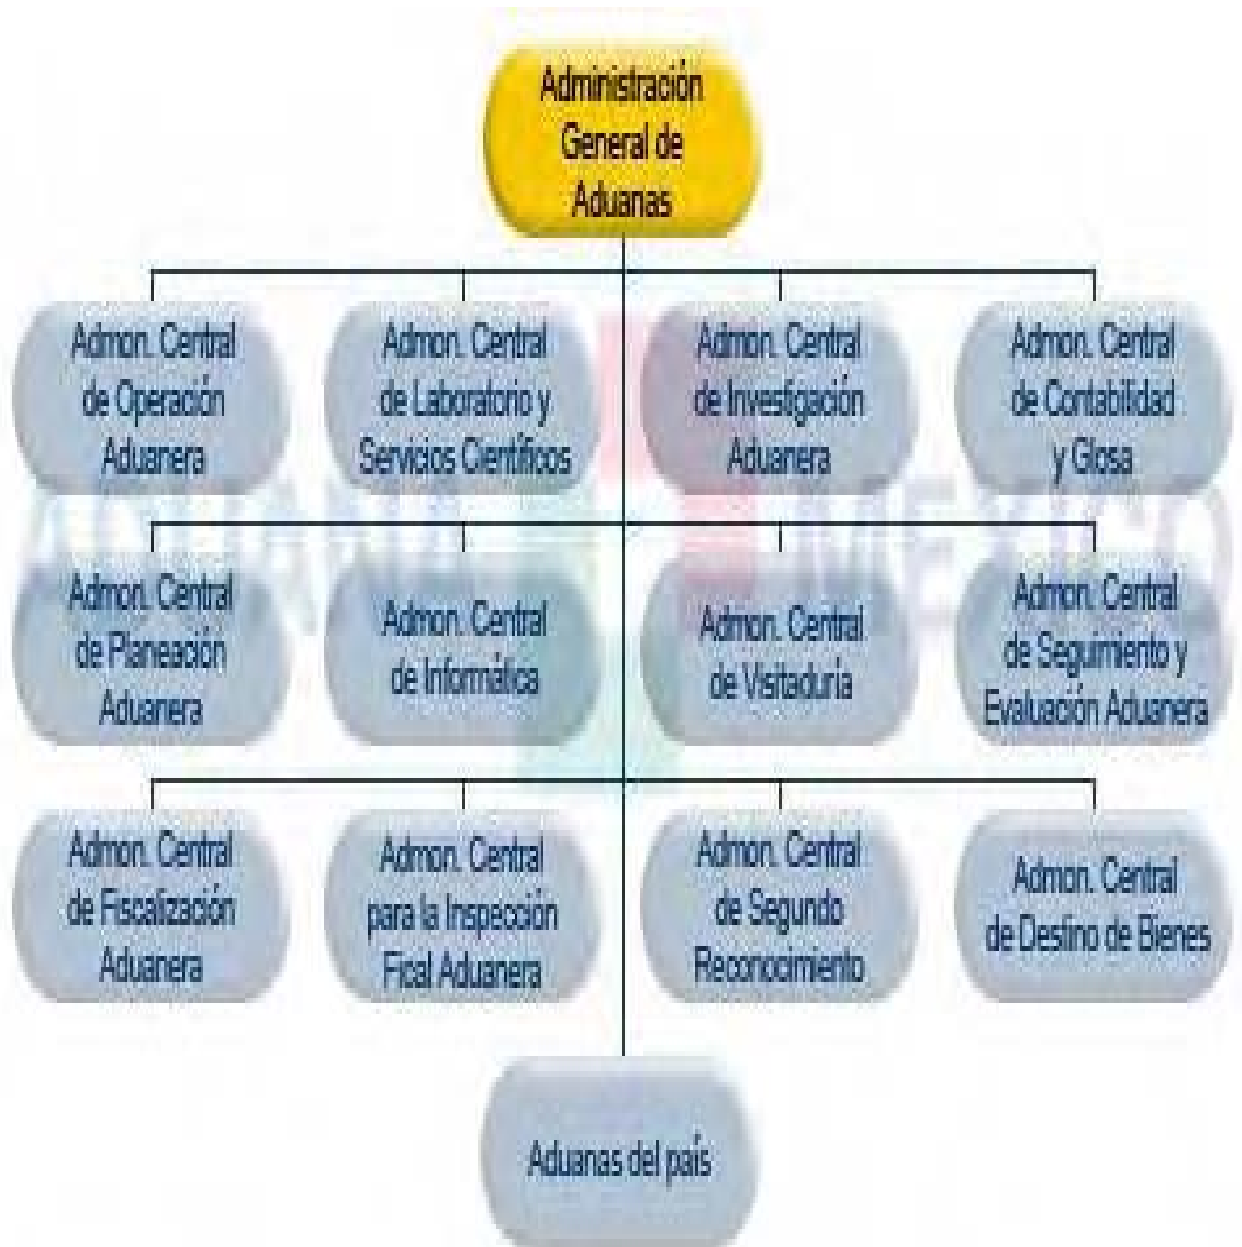 Administración
General de
Aduanas
Admon. Central
de Operación
Aduanera
Admon. Central
de Laboratorio y
Servicios Científicos
Admon. Central
de Investigación
Aduanera
Admon. Central
de Contabilidad
y Glosa
Admon. Central
de Planeación
Aduanera
Admon. Central
de Informática
Admon. Central
de Visitaduría
Admon. Central
de Seguimiento y
Evaluación Aduanera
Admon. Central
de Fiscalización
Aduanera
Admon. Central
para la Inspección
Fical Aduanera
Admon. Central
de Segundo
Reconocimiento
Admon. Central
de Destino de Bienes
Aduanas del país
MEXICO